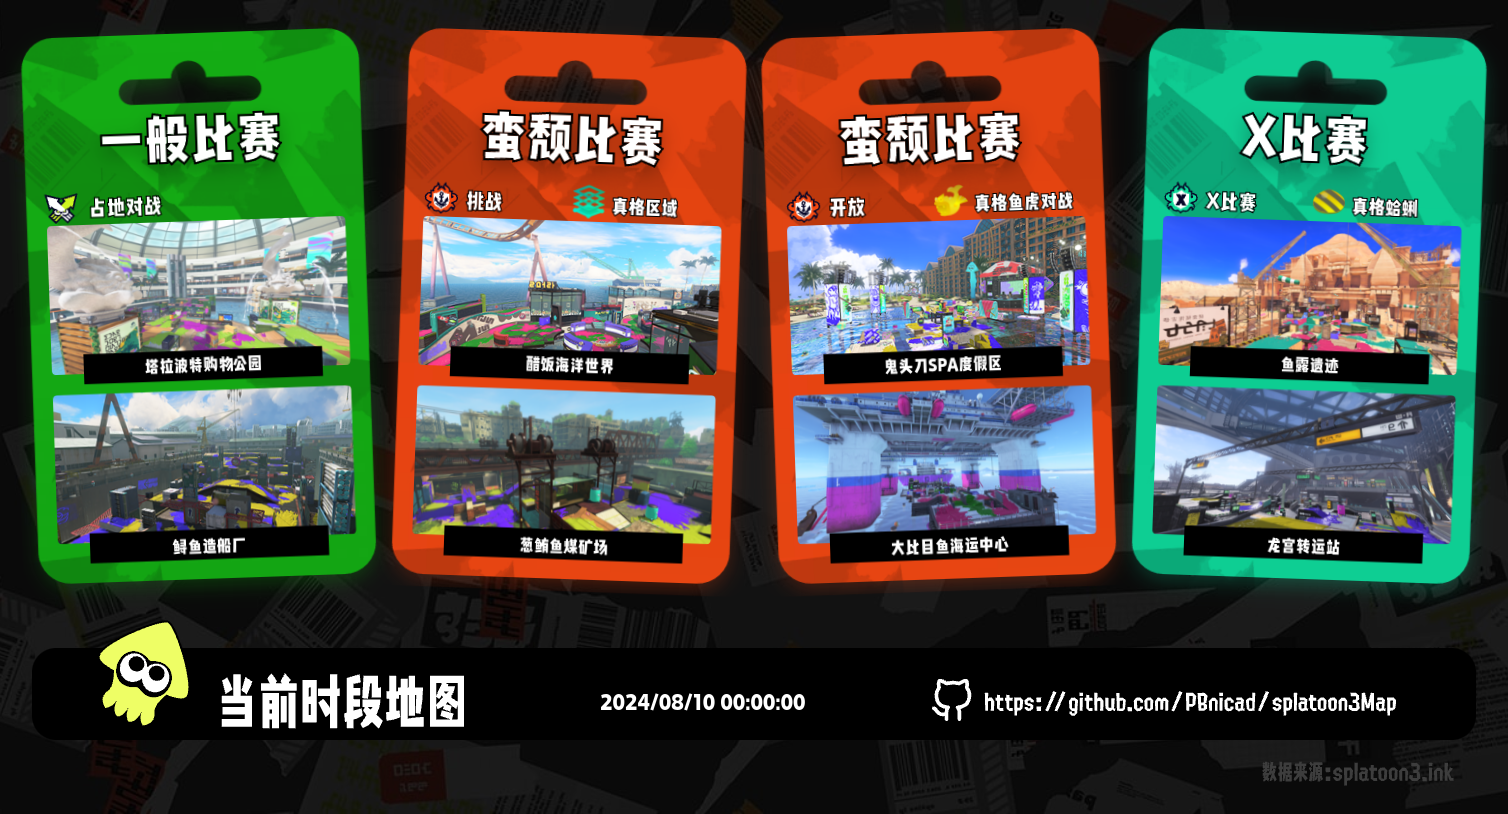 一般比赛
占地对战
塔拉波特购物公园
鲟鱼造船厂
蛮颓比赛
挑战
真格区域
醋饭海洋世界
葱鲔鱼煤矿场
蛮颓比赛
开放
真格鱼虎对战
鬼头刀SPA度假区
大比目鱼海运中心
X比赛
X比赛
真格蛤蜊
鱼露遗迹
龙宫转运站
当前时段地图
2024/08/10 00:00:00
https://github.com/PBnicad/splatoon3Map
数据来源:splatoon3.ink